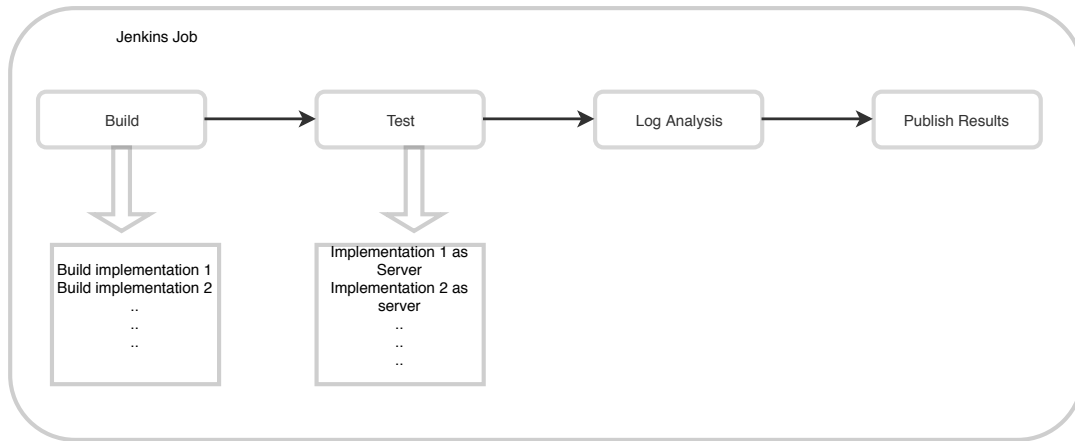 Jenkins Job
Build
Test
Log Analysis
Publish Results
Build implementation 1
Build implementation 2
..
..
..
Implementation 1 as
Server
Implementation 2 as
server
..
..
..